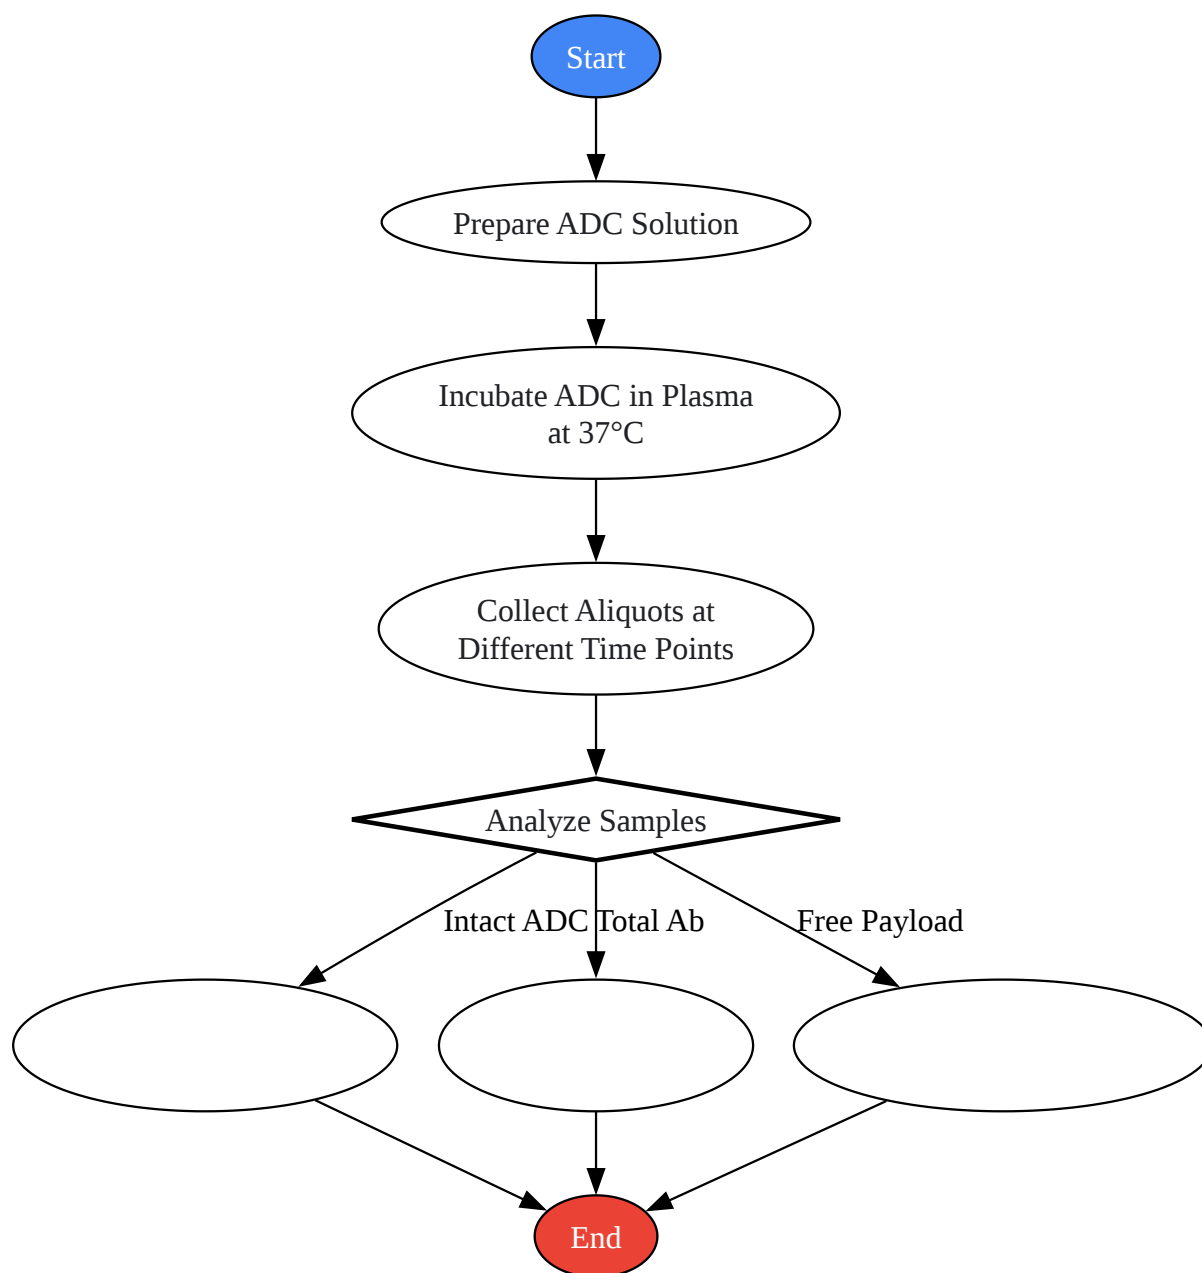 Start
Prepare ADC Solution
Incubate ADC in Plasma
at 37°C
Collect Aliquots at
Different Time Points
Analyze Samples
Intact ADC
Total Ab
Free Payload
End